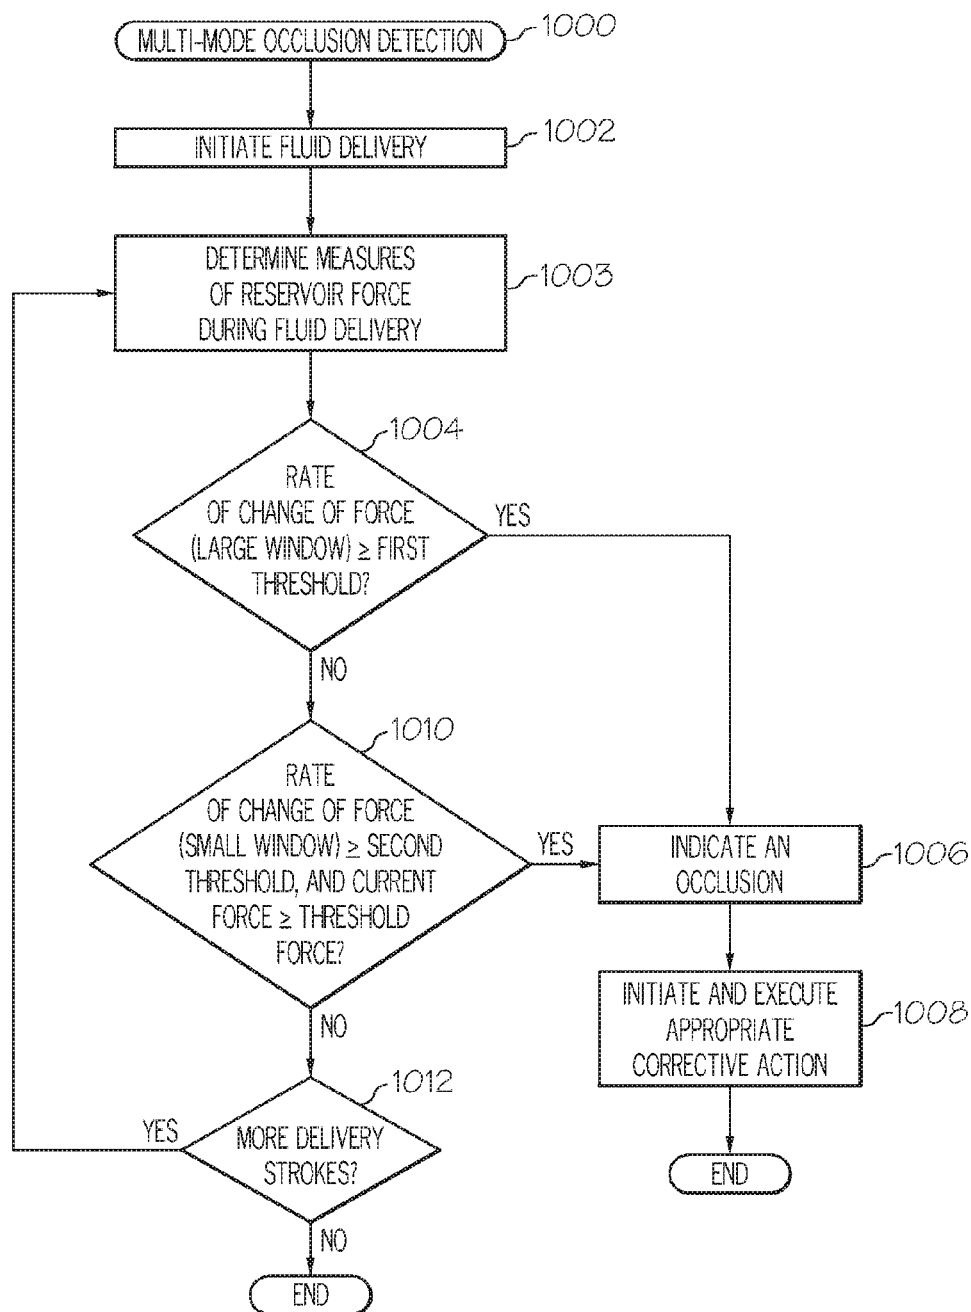 MULTI-MODE OCCLUSION DETECTION
1000
INITIATE FLUID DELIVERY
1002
DETERMINE MEASURES
OF RESERVOIR FORCE
DURING FLUID DELIVERY
1003
1004
RATE
OF CHANGE OF FORCE
(LARGE WINDOW) ≥ FIRST
THRESHOLD?
YES
NO
1010
RATE
OF CHANGE OF FORCE
(SMALL WINDOW) ≥ SECOND
THRESHOLD, AND CURRENT
FORCE ≥ THRESHOLD
FORCE?
YES
INDICATE AN
OCCLUSION
1006
NO
INITIATE AND EXECUTE
APPROPRIATE
CORRECTIVE ACTION
1008
1012
YES
MORE DELIVERY
STROKES?
END
NO
END